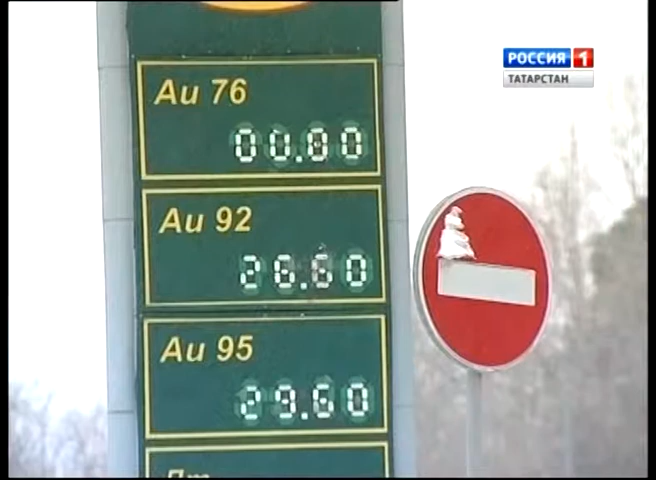 РОССИЯ 1
ТАТАРСТАН
Аи 76
00.00
Аи 92
26.60
Аи 95
29.60